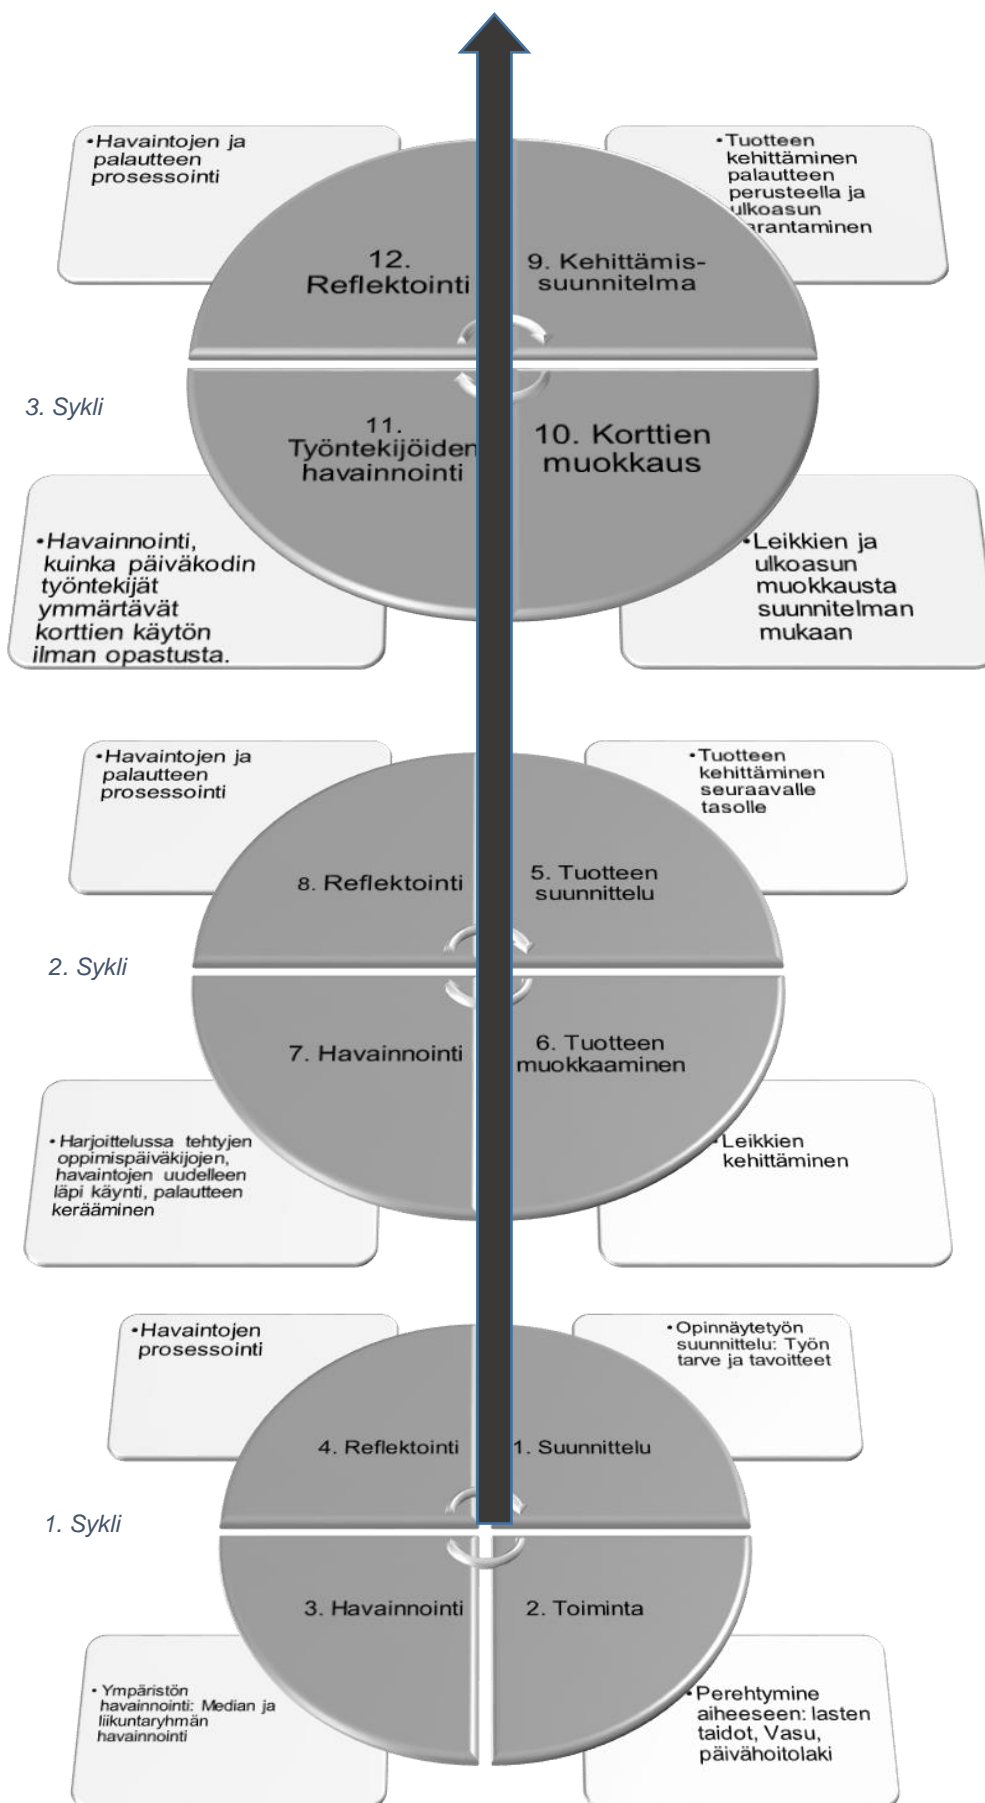 •Havaintojen ja
palautteen
prosessointi
•Tuotteen
kehittäminen
palautteen
perusteella ja
ulkoasun
arantaminen
12.
Reflektointi
9. Kehittämis-
suunnitelma
3. Sykli
11.
Työntekijöiden
havainnointi
10. Korttien
muokkaus
•Havainnointi,
kuinka päiväkodin
työntekijät
ymmärtävät
korttien käytön
ilman opastusta.
•Leikkien ja
ulkoasun
muokkausta
suunnitelman
mukaan
•Havaintojen ja
palautteen
prosessointi
•Tuotteen
kehittäminen
seuraavalle
tasolle
8. Reflektointi
5. Tuotteen
suunnittelu
2. Sykli
7. Havainnointi
6. Tuotteen
muokkaaminen
•Harjoittelussa tehtyjen
oppimispäiväkijojen,
havaintojen uudelleen
läpi käynti, palautteen
kerääminen
•Leikkien
kehittäminen
•Havaintojen
prosessointi
•Opinnäytetyön
suunnittelu: Työn
tarve ja tavoitteet
4. Reflektointi
1. Suunnittelu
1. Sykli
3. Havainnointi
2. Toiminta
•Ympäristön
havainnointi: Median ja
liikuntaryhmän
havainnointi
•Perehtymine
aiheeseen: lasten
taidot, Vasu,
päivähoitolaki